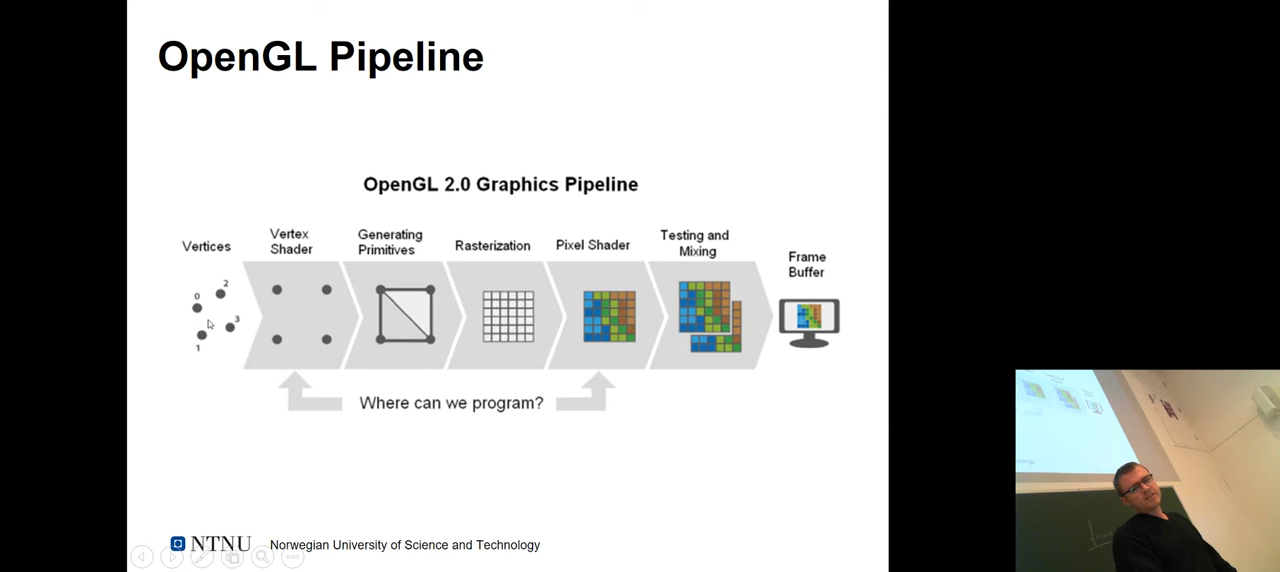 OpenGL Pipeline
OpenGL 2.0 Graphics Pipeline
Vertices
Vertex
Shader
Generating
Primitives
Rasterization
Pixel Shader
Testing and
Mixing
Frame
Buffer
0
2
3
1
Where can we program?
NTNU
Norwegian University of Science and Technology